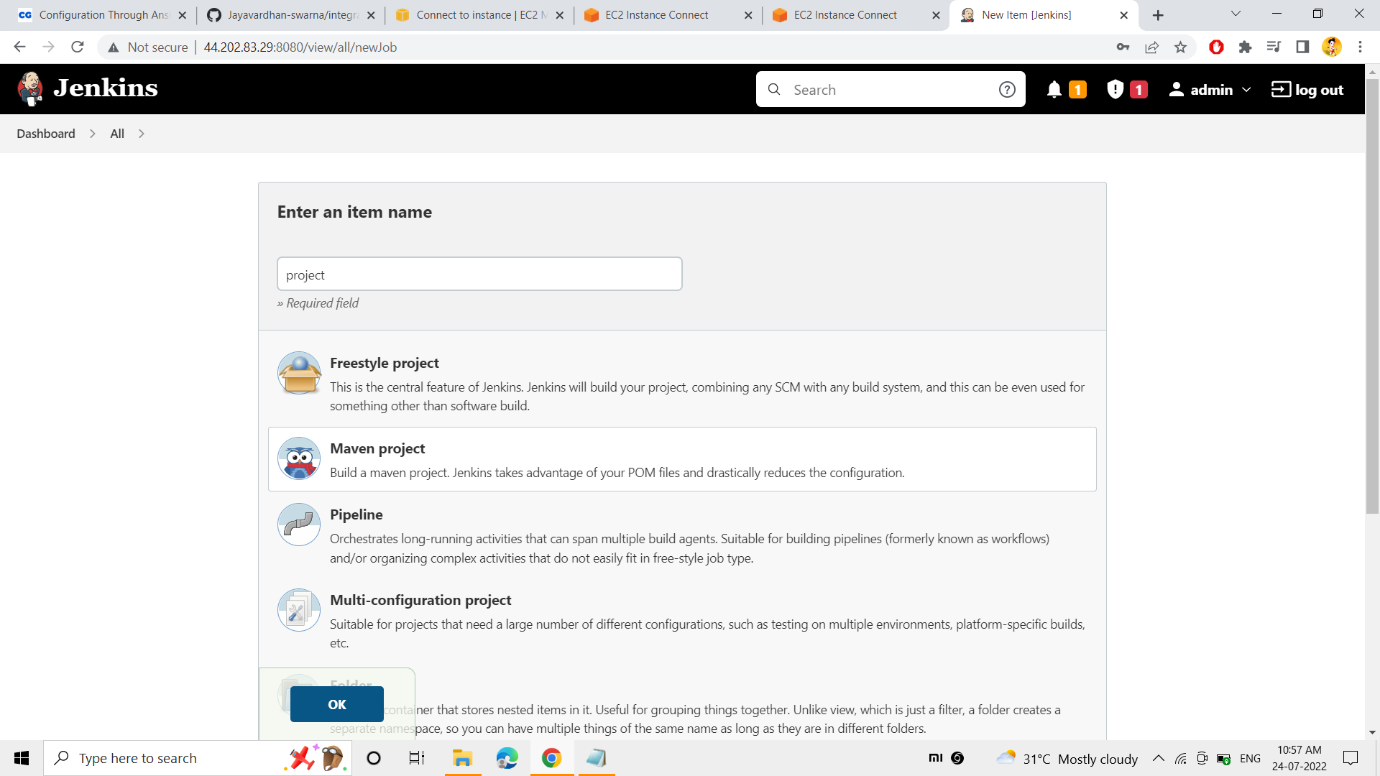 Configuration Through Ans
Jayavardhan-swarna/integra
Connect to instance | EC2 M
EC2 Instance Connect
EC2 Instance Connect
New Item [Jenkins]
Not secure
44.202.83.29:8080/view/all/newJob
Jenkins
Search
1
1
admin
log out
Dashboard
All
Enter an item name
project
» Required field
Freestyle project
This is the central feature of Jenkins. Jenkins will build your project, combining any SCM with any build system, and this can be even used for
something other than software build.
Maven project
Build a maven project. Jenkins takes advantage of your POM files and drastically reduces the configuration.
Pipeline
Orchestrates long-running activities that can span multiple build agents. Suitable for building pipelines (formerly known as workflows)
and/or organizing complex activities that do not easily fit in free-style job type.
Multi-configuration project
Suitable for projects that need a large number of different configurations, such as testing on multiple environments, platform-specific builds,
etc.
Folder
OK
container that stores nested items in it. Useful for grouping things together. Unlike view, which is just a filter, a folder creates a
separate namespace, so you can have multiple things of the same name as long as they are in different folders.
Type here to search
31°C Mostly cloudy
ENG
10:57 AM
24-07-2022